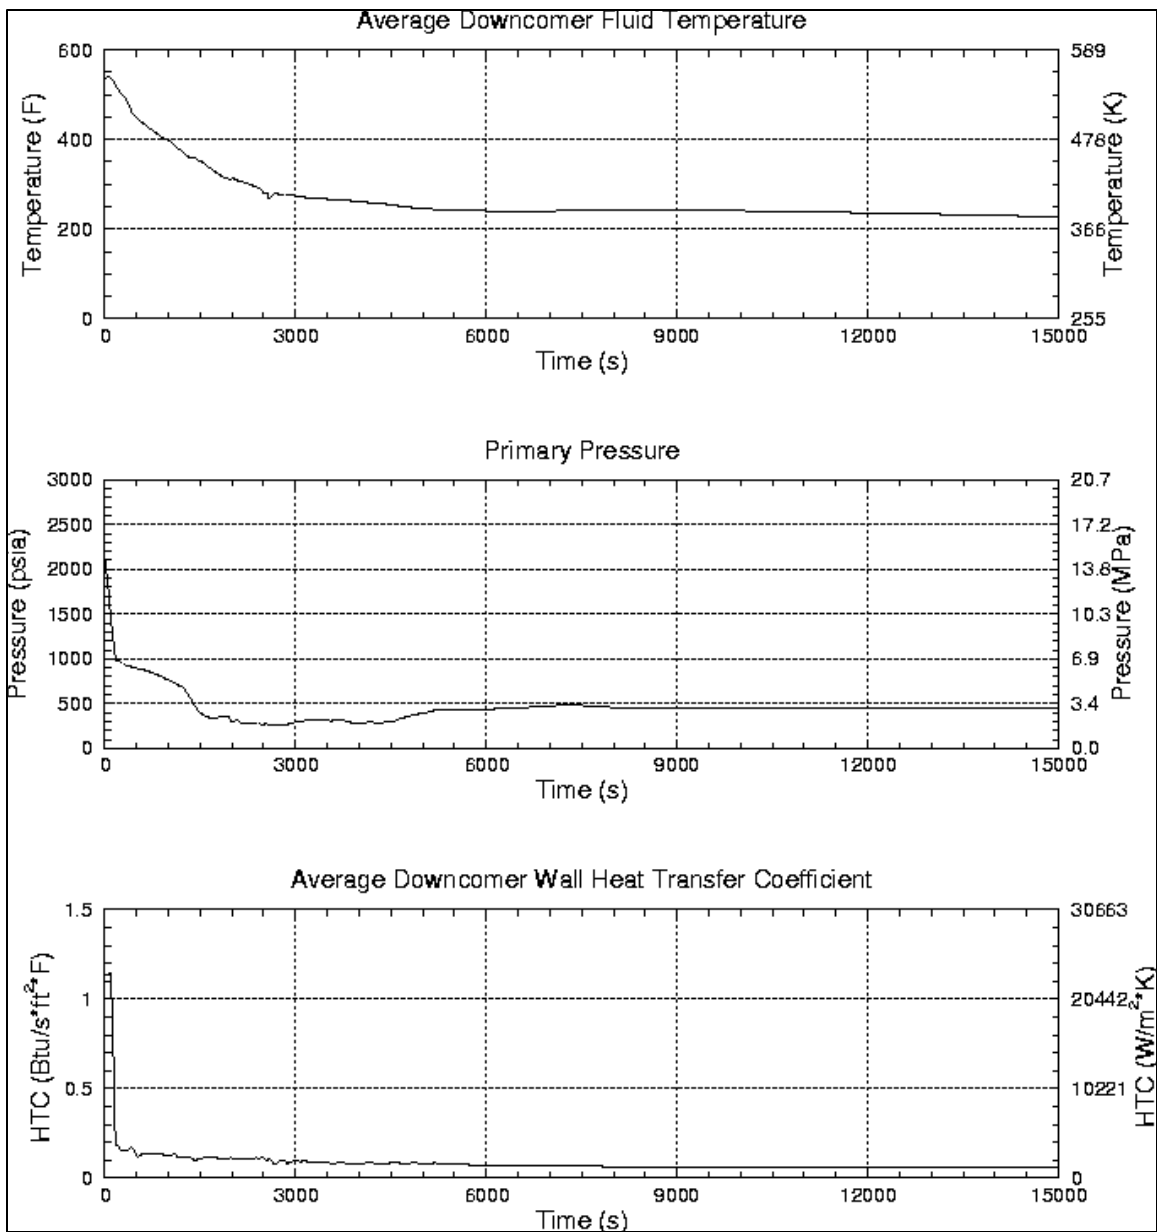 Average Downcomer Fluid Temperature
600
400
200
0
589
478
366
255
Temperature (F)
Temperature (K)
0 3000 6000 9000 12000 15000
Time (s)
Primary Pressure
3000
2500
2000
1500
1000
500
0
20.7
17.2
13.8
10.3
6.9
3.4
0.0
Pressure (psia)
Pressure (MPa)
0 3000 6000 9000 12000 15000
Time (s)
Average Downcomer Wall Heat Transfer Coefficient
1.5
1
0.5
0
30663
20442
10221
0
HTC (Btu/s*ft²*F)
HTC (W/m²*K)
0 3000 6000 9000 12000 15000
Time (s)